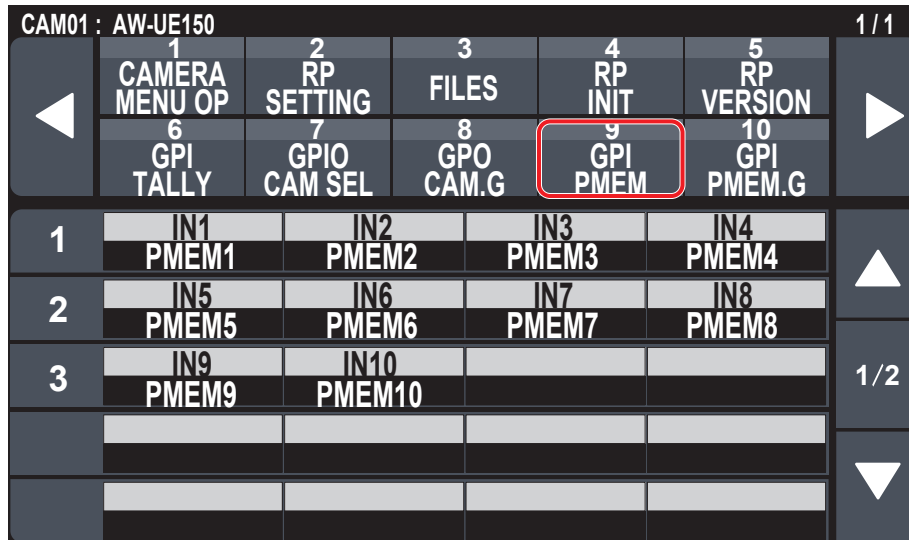 CAM01 : AW-UE150 1 / 1
1 2 3 4 5
CAMERA MENU OP RP SETTING FILES RP INIT RP VERSION
6 7 8 9 10
GPI TALLY GPIO CAM SEL GPO CAM.G GPI PMEM GPI PMEM.G
1 IN1 IN2 IN3 IN4
PMEM1 PMEM2 PMEM3 PMEM4
2 IN5 IN6 IN7 IN8
PMEM5 PMEM6 PMEM7 PMEM8
3 IN9 IN10
PMEM9 PMEM10
1/2